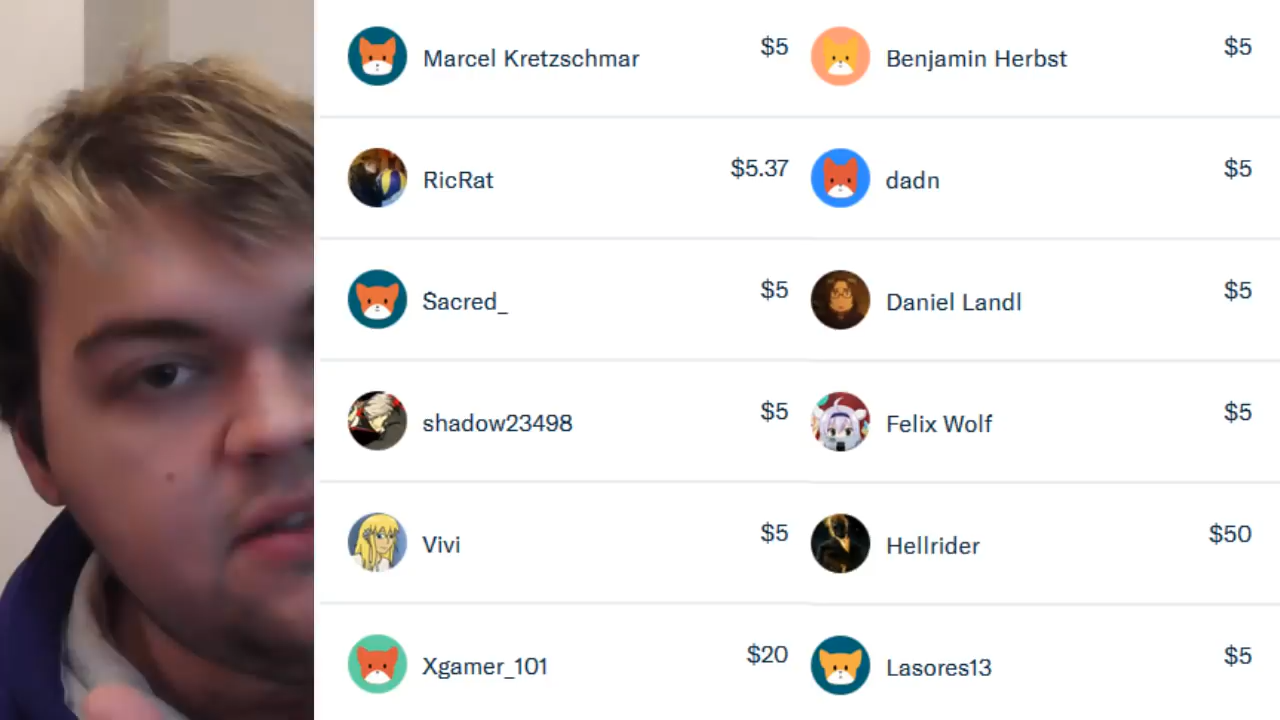 Marcel Kretzschmar $5 Benjamin Herbst $5
RicRat $5.37 dadn $5
Sacred_ $5 Daniel Landl $5
shadow23498 $5 Felix Wolf $5
Vivi $5 Hellrider $50
Xgamer_101 $20 Lasores13 $5